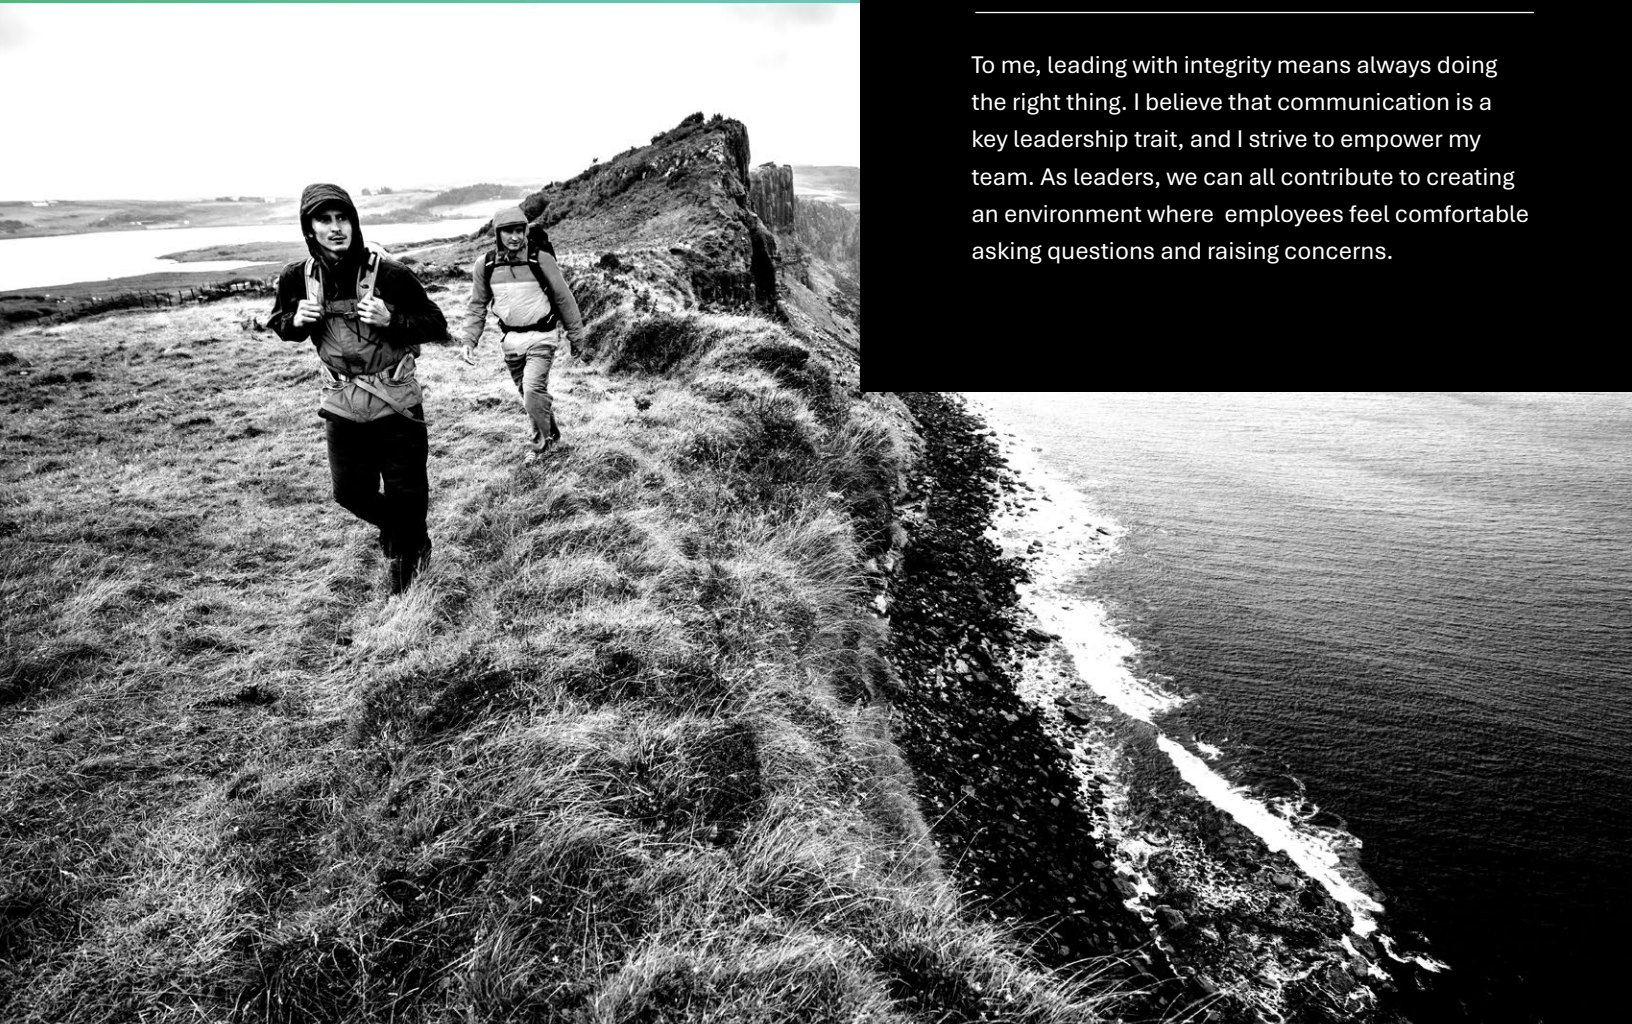 To me, leading with integrity means always doing
the right thing. I believe that communication is a
key leadership trait, and I strive to empower my
team. As leaders, we can all contribute to creating
an environment where  employees feel comfortable
asking questions and raising concerns.